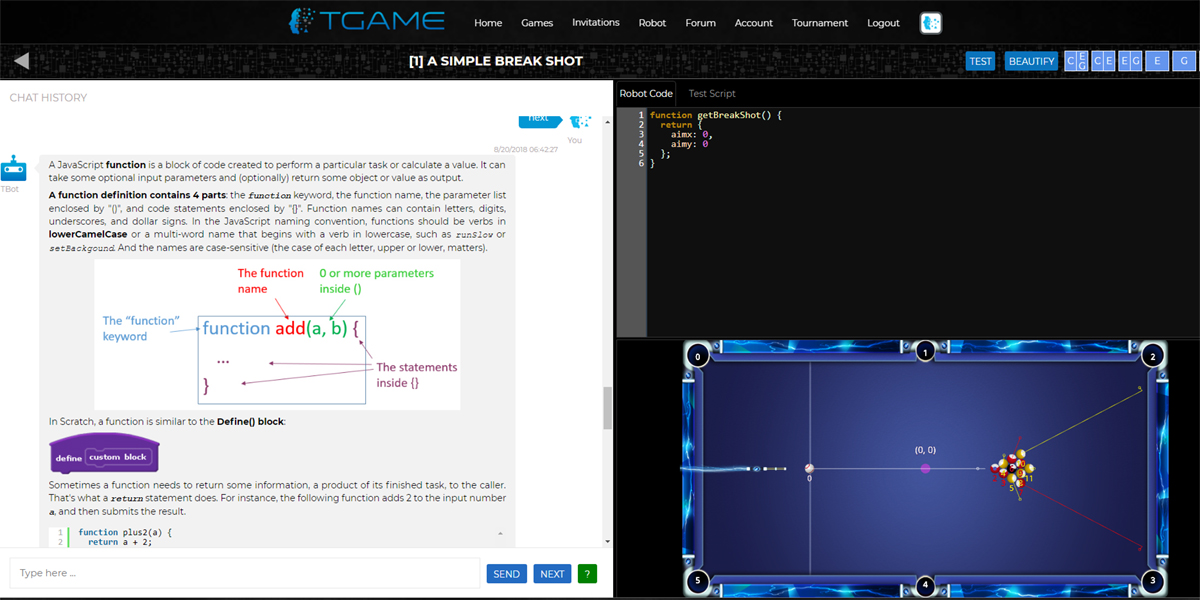 TGAME
Home Games Invitations Robot Forum Account Tournament Logout
[1] A SIMPLE BREAK SHOT
TEST BEAUTIFY C E G C E E G E G
CHAT HISTORY
next
You
8/20/2018 06:42:27
TBot
A JavaScript function is a block of code created to perform a particular task or calculate a value. It can
take some optional input parameters and (optionally) return some object or value as output.
A function definition contains 4 parts: the function keyword, the function name, the parameter list
enclosed by "()", and code statements enclosed by "{}". Function names can contain letters, digits,
underscores, and dollar signs. In the JavaScript naming convention, functions should be verbs in
lowerCamelCase or a multi-word name that begins with a verb in lowercase, such as runSlow or
setBackgound. And the names are case-sensitive (the case of each letter, upper or lower, matters).
The function
name
0 or more parameters
inside ()
The "function"
keyword
function add(a, b) {
...
}
The statements
inside {}
In Scratch, a function is similar to the Define() block:
define custom block
Sometimes a function needs to return some information, a product of its finished task, to the caller.
That's what a return statement does. For instance, the following function adds 2 to the input number
a, and then submits the result.
1 function plus2(a) {
2 return a + 2;
Type here ...
SEND NEXT ?
Robot Code Test Script
1 function getBreakShot() {
2 return {
3 aimx: 0,
4 aimy: 0
5 };
6 }
0 1 2
(0, 0)
0
11
5
5 4 3